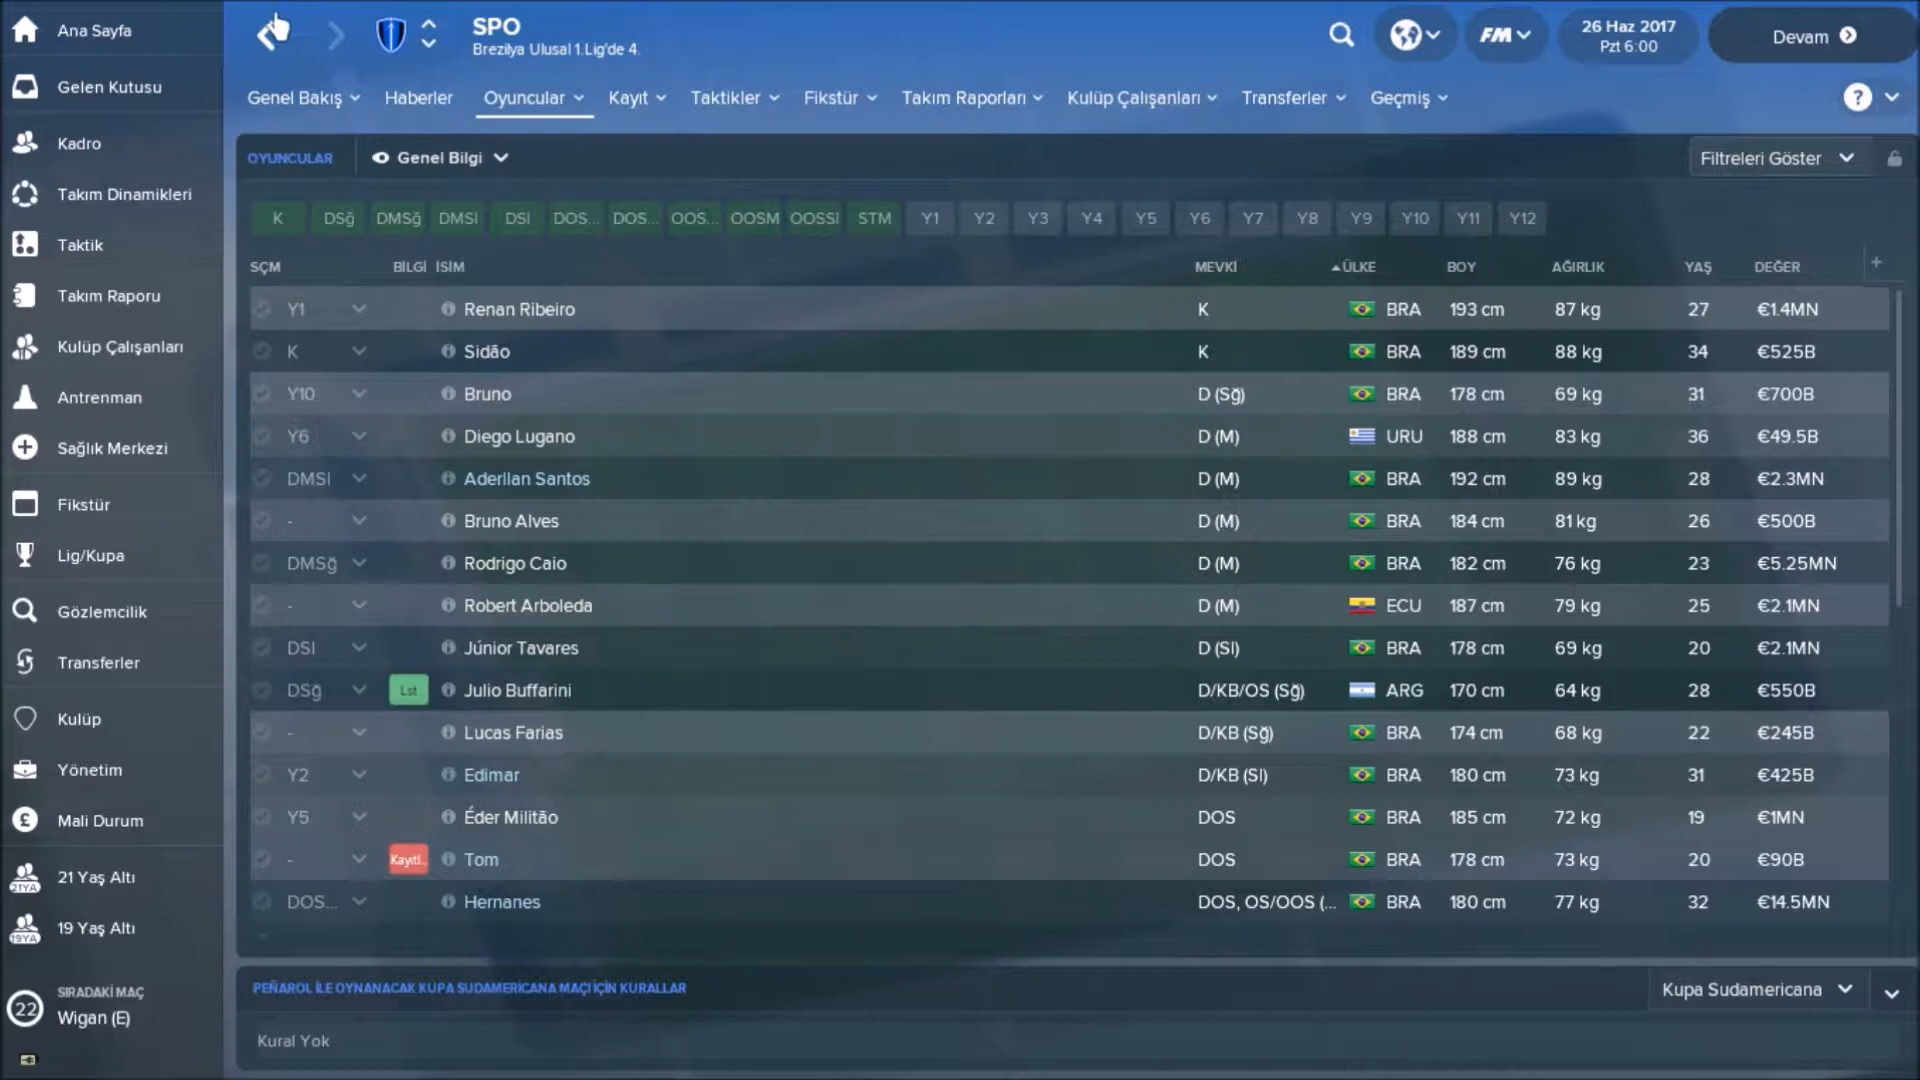 Ana Sayfa
Gelen Kutusu
Kadro
Takım Dinamikleri
Taktik
Takım Raporu
Kulüp Çalışanları
Antrenman
Sağlık Merkezi
Fikstür
Lig/Kupa
Gözlemcilik
Transferler
Kulüp
Yönetim
Mali Durum
21YA 21 Yaş Altı
19YA 19 Yaş Altı
22 SIRADAKİ MAÇ
Wigan (E)
SPO
Brezilya Ulusal 1.Lig'de 4.
FM
26 Haz 2017
Pzt 6:00
Devam
Genel Bakış Haberler Oyuncular Kayıt Taktikler Fikstür Takım Raporları Kulüp Çalışanları Transferler Geçmiş ?
OYUNCULAR Genel Bilgi Filtreleri Göster
K DSğ DMSğ DMSl DSl DOS... DOS... OOS... OOSM OOSSl STM Y1 Y2 Y3 Y4 Y5 Y6 Y7 Y8 Y9 Y10 Y11 Y12
SÇM BİLGİ İSİM MEVKİ ÜLKE BOY AĞIRLIK YAŞ DEĞER +
Y1 Renan Ribeiro K BRA 193 cm 87 kg 27 €1.4MN
K Sidão K BRA 189 cm 88 kg 34 €525B
Y10 Bruno D (Sğ) BRA 178 cm 69 kg 31 €700B
Y6 Diego Lugano D (M) URU 188 cm 83 kg 36 €49.5B
DMSl Aderllan Santos D (M) BRA 192 cm 89 kg 28 €2.3MN
- Bruno Alves D (M) BRA 184 cm 81 kg 26 €500B
DMSğ Rodrigo Caio D (M) BRA 182 cm 76 kg 23 €5.25MN
- Robert Arboleda D (M) ECU 187 cm 79 kg 25 €2.1MN
DSl Júnior Tavares D (Sl) BRA 178 cm 69 kg 20 €2.1MN
DSğ Lst Julio Buffarini D/KB/OS (Sğ) ARG 170 cm 64 kg 28 €550B
- Lucas Farias D/KB (Sğ) BRA 174 cm 68 kg 22 €245B
Y2 Edimar D/KB (Sl) BRA 180 cm 73 kg 31 €425B
Y5 Éder Militão DOS BRA 185 cm 72 kg 19 €1MN
- Kayıtl.. Tom DOS BRA 178 cm 73 kg 20 €90B
DOS... Hernanes DOS, OS/OOS (... BRA 180 cm 77 kg 32 €14.5MN
PEÑAROL İLE OYNANACAK KUPA SUDAMERICANA MAÇI İÇİN KURALLAR Kupa Sudamericana
Kural Yok